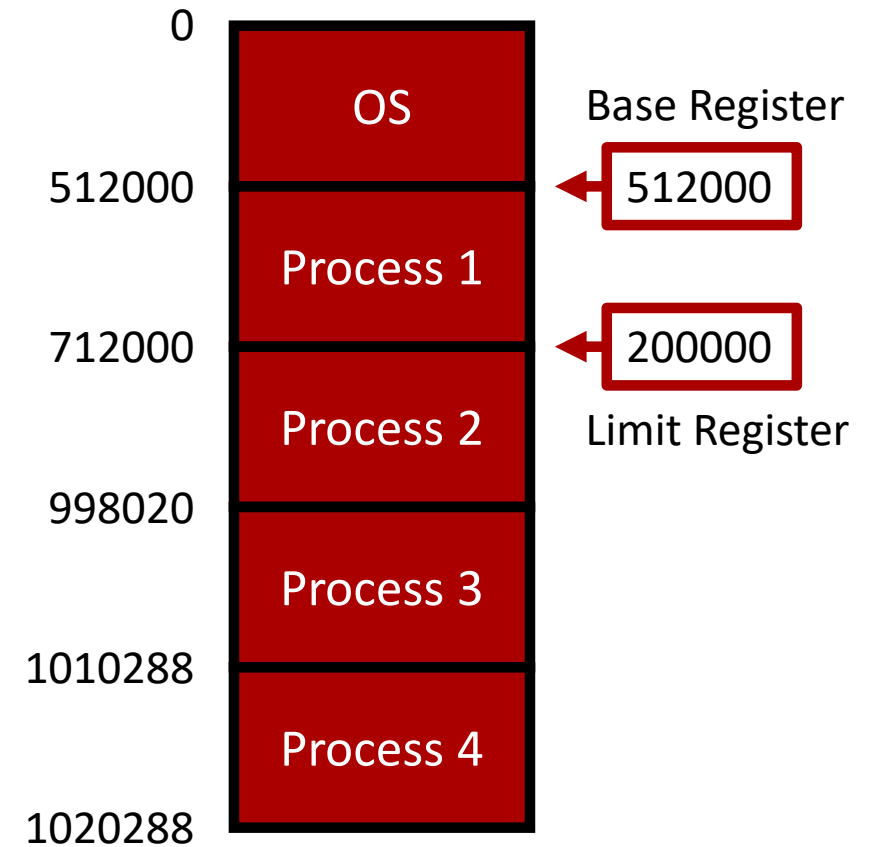 0
OS
Base Register
512000
512000
Process 1
712000
200000
Process 2
Limit Register
998020
Process 3
1010288
Process 4
1020288